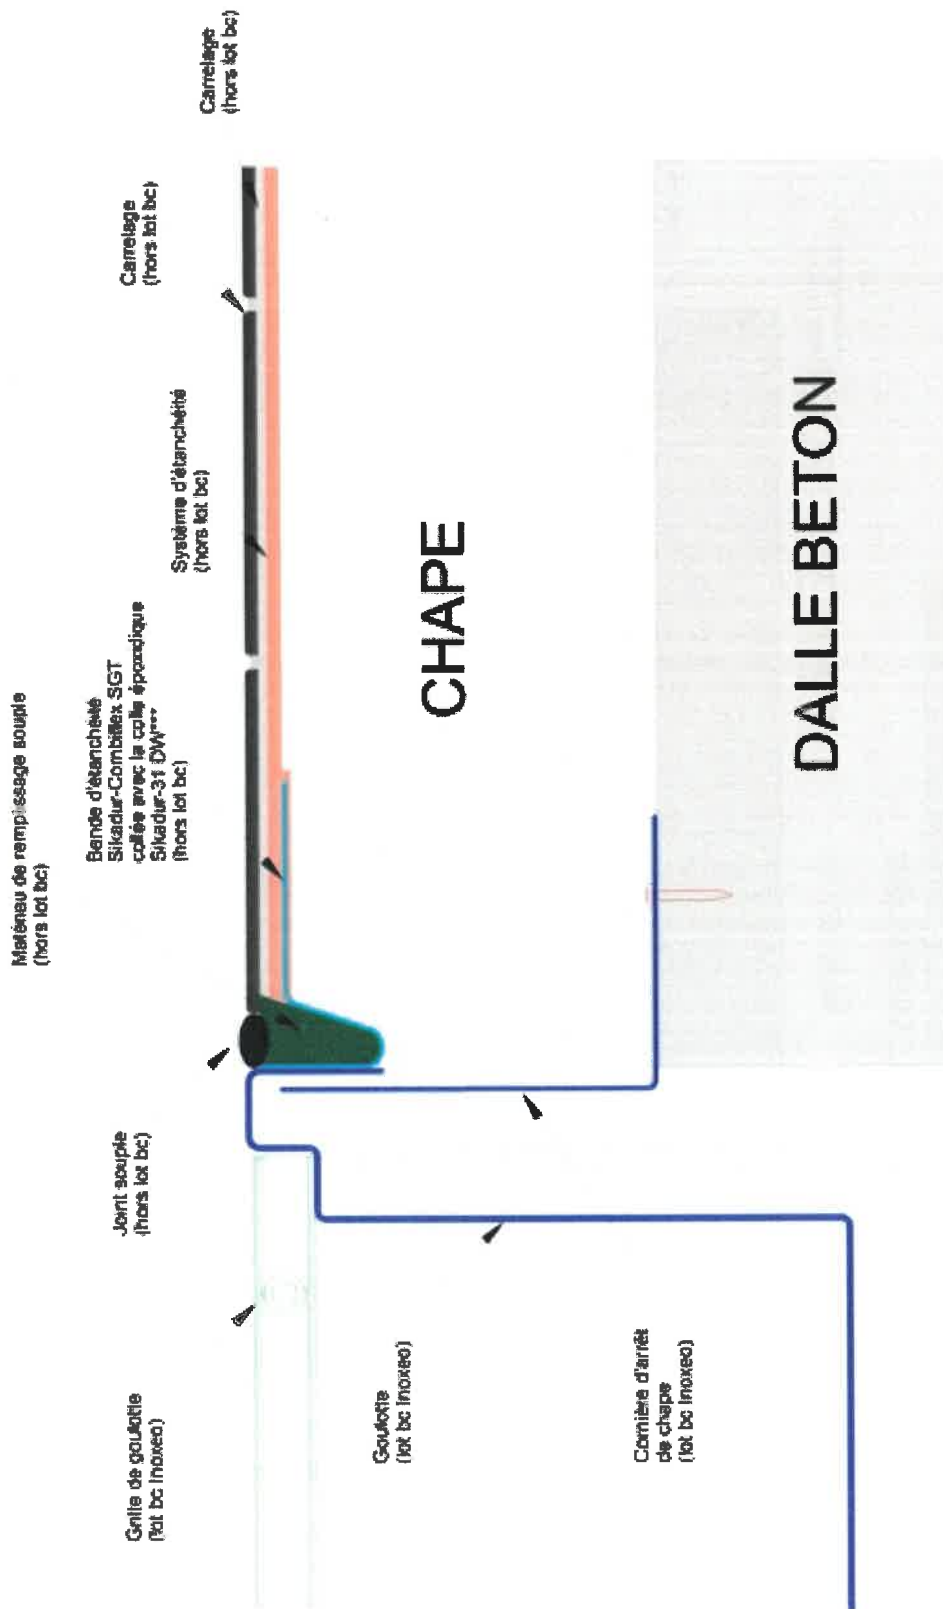 Matériau de remplissage souple
(hors lot bc)
Bande d'étanchéité
Sikadur-Combiflex SGT
collée avec la colle époxdique
Sikadur-31 DW***
(hors lot bc)
Système d'étanchéité
(hors lot bc)
Carrelage
(hors lot bc)
Carrelage
(hors lot bc)
Joint souple
(hors lot bc)
Grille de goulotte
(lot bc inoxeo)
Goulotte
(lot bc inoxeo)
Cornière d'arrêt
de chape
(lot bc inoxeo)
CHAPE
DALLE BETON